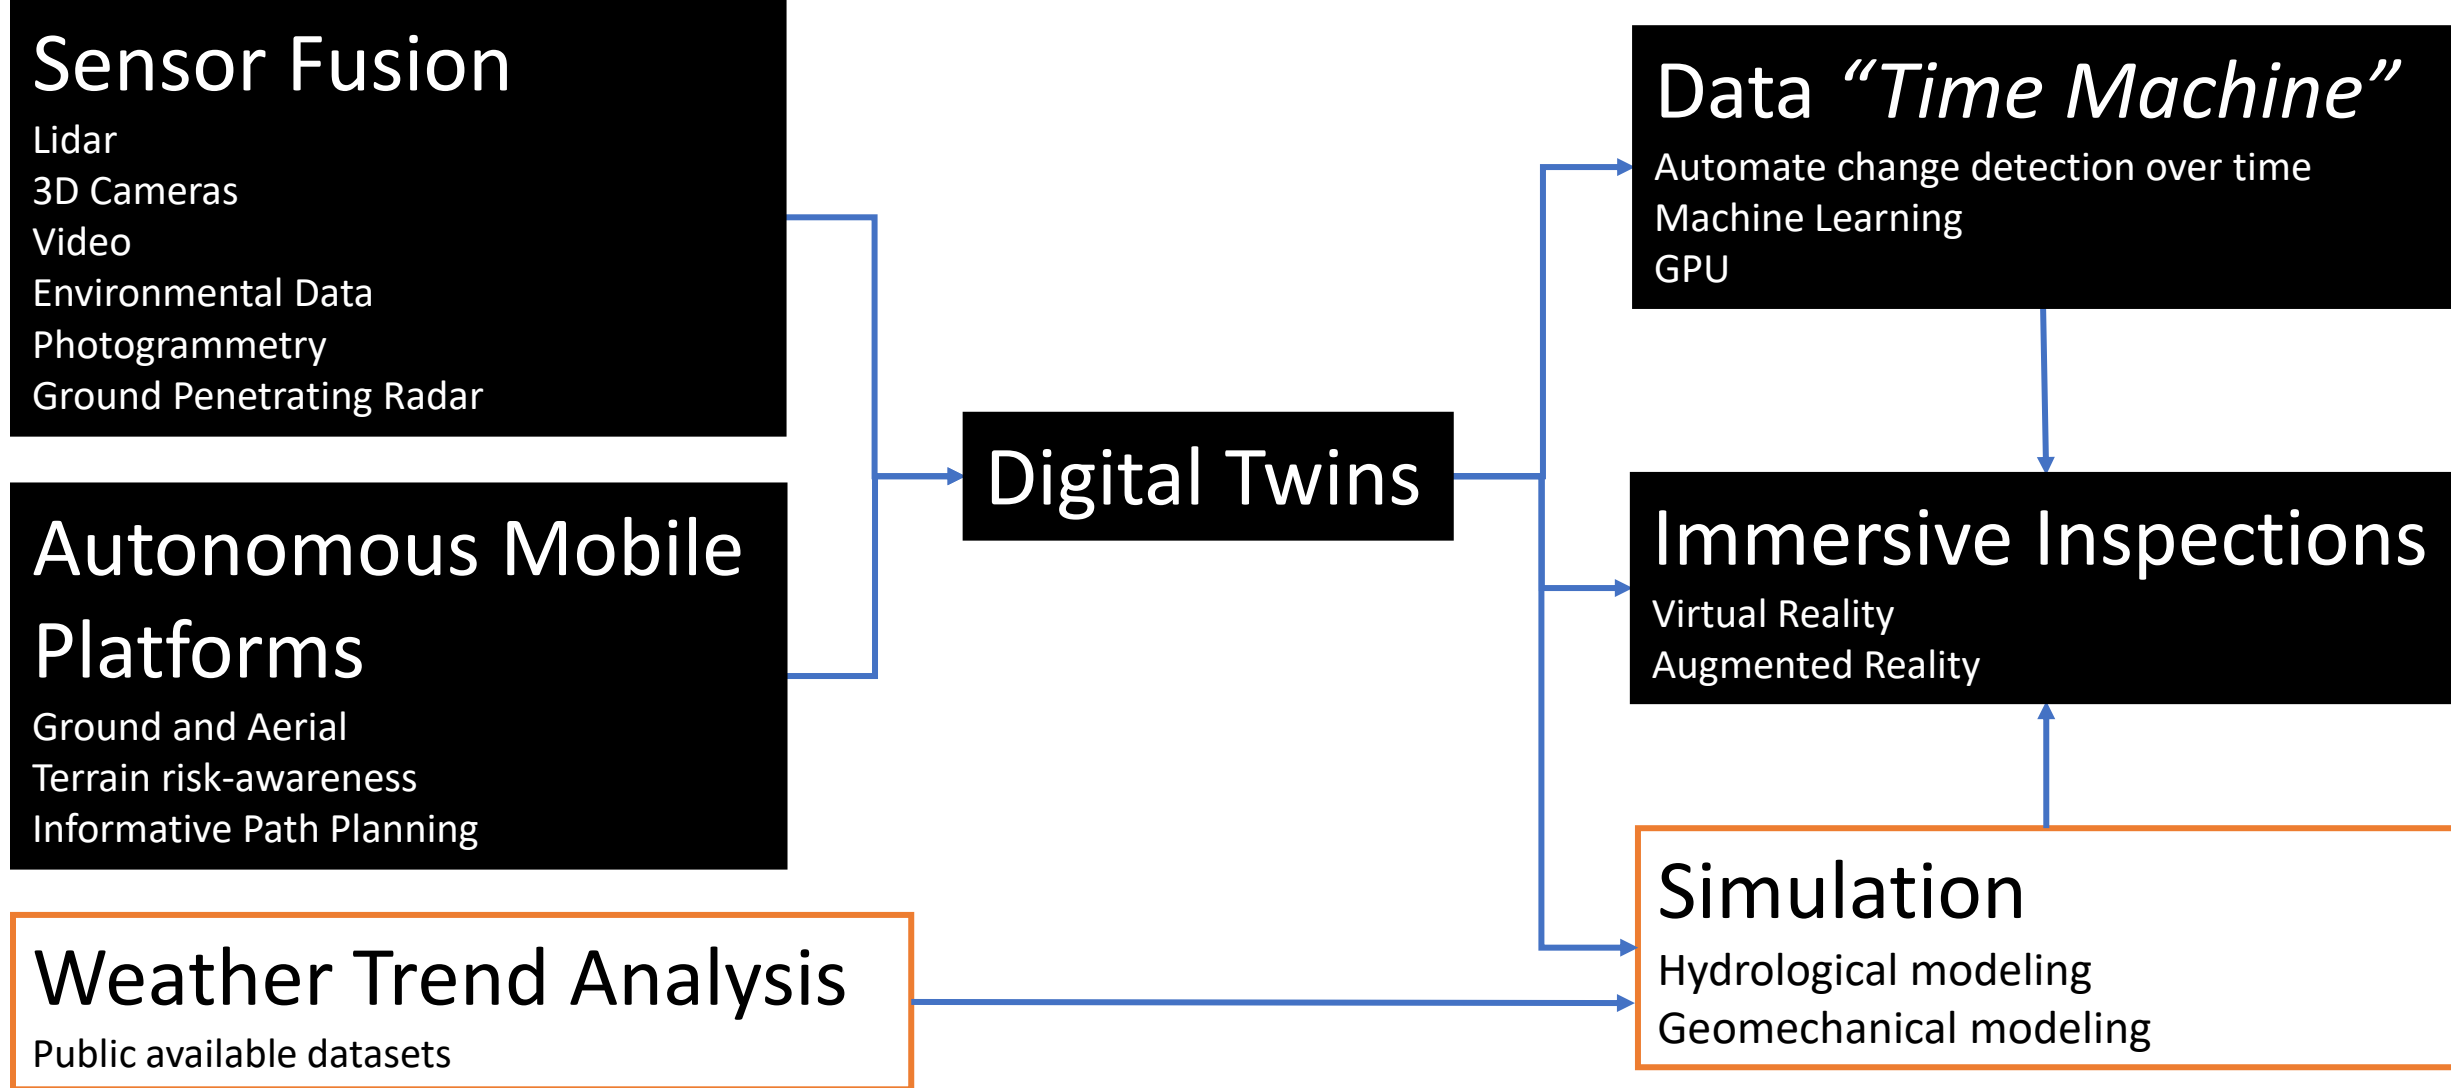 Sensor Fusion
Lidar
3D Cameras
Video
Environmental Data
Photogrammetry
Ground Penetrating Radar
Autonomous Mobile
Platforms
Ground and Aerial
Terrain risk-awareness
Informative Path Planning
Weather Trend Analysis
Public available datasets
Digital Twins
Data “Time Machine”
Automate change detection over time
Machine Learning
GPU
Immersive Inspections
Virtual Reality
Augmented Reality
Simulation
Hydrological modeling
Geomechanical modeling